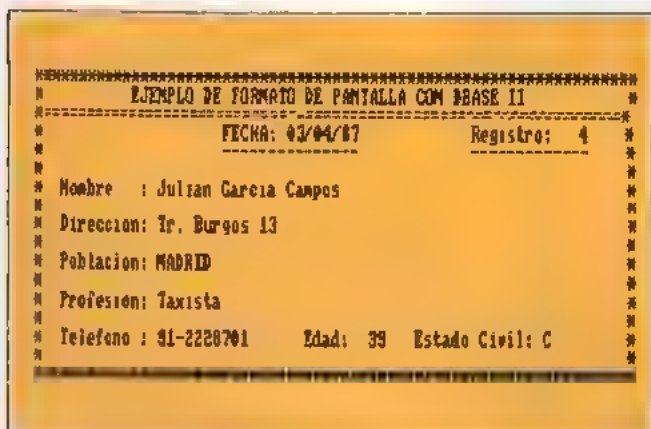 ************************************************************
* EJEMPLO DE FORMATO DE PANTALLA CON DBASE II *
*----------------------------------------------------------*
* FECHA: 03/04/87 Registro: 4 *
* Nombre : Julian Garcia Campos *
* Direccion: Tr. Burgos 13 *
* Poblacion: MADRID *
* Profesion: Taxista *
* Telefono : 91-2228701 Edad: 39 Estado Civil: C *